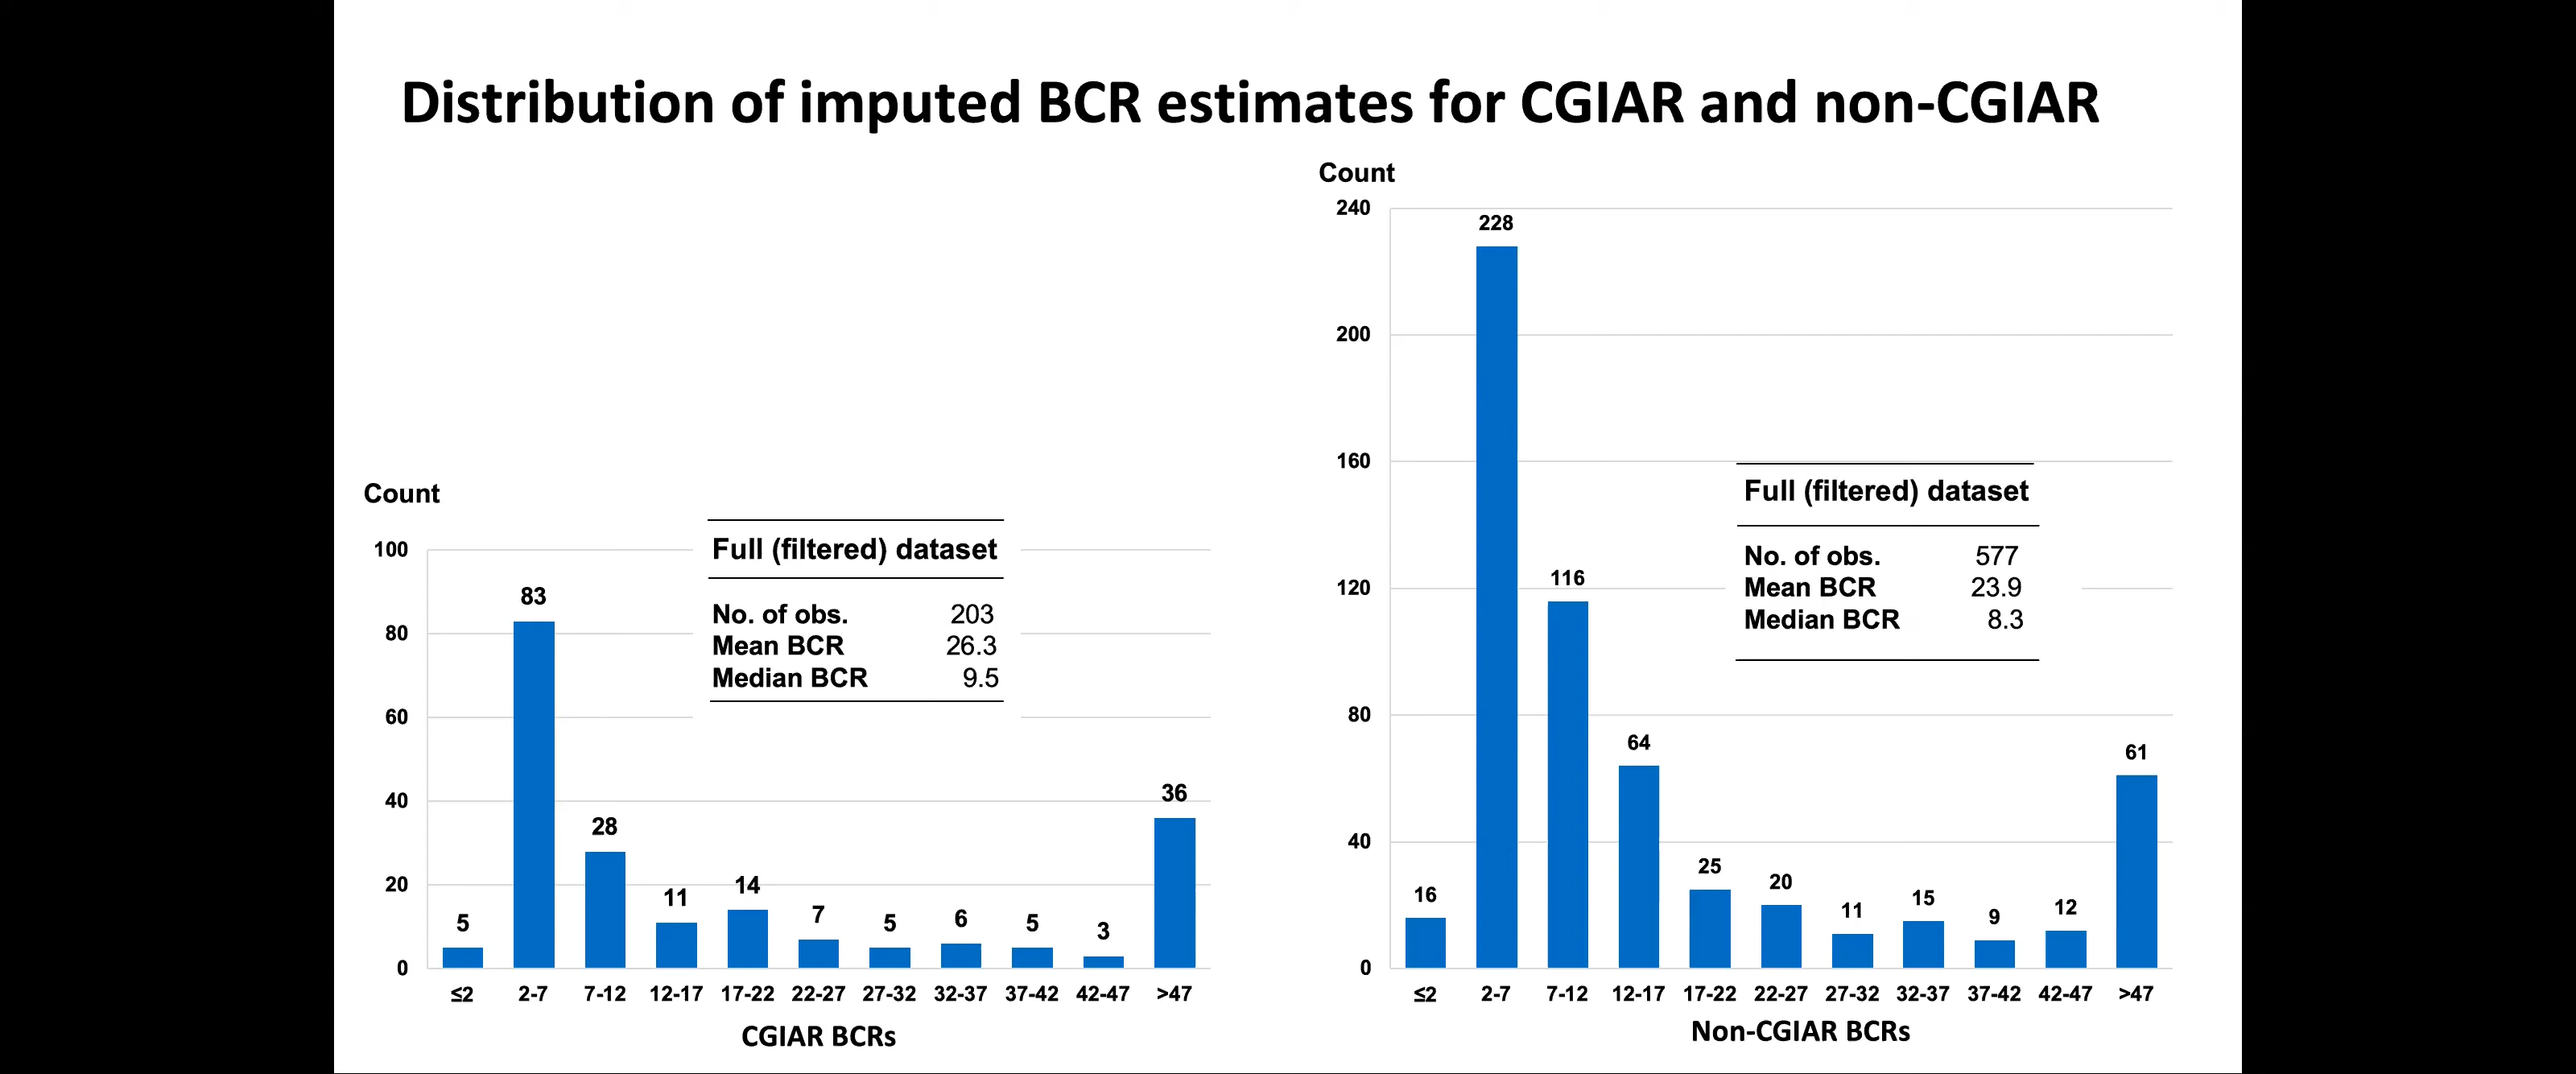 Distribution of imputed BCR estimates for CGIAR and non-CGIAR
Count
100
80
60
40
20
0
5
83
28
11
14
7
5
6
5
3
36
≤2 2-7 7-12 12-17 17-22 22-27 27-32 32-37 37-42 42-47 >47
CGIAR BCRs
Full (filtered) dataset
No. of obs. 203
Mean BCR 26.3
Median BCR 9.5
Count
240
200
160
120
80
40
0
16
228
116
64
25
20
11
15
9
12
61
≤2 2-7 7-12 12-17 17-22 22-27 27-32 32-37 37-42 42-47 >47
Non-CGIAR BCRs
Full (filtered) dataset
No. of obs. 577
Mean BCR 23.9
Median BCR 8.3